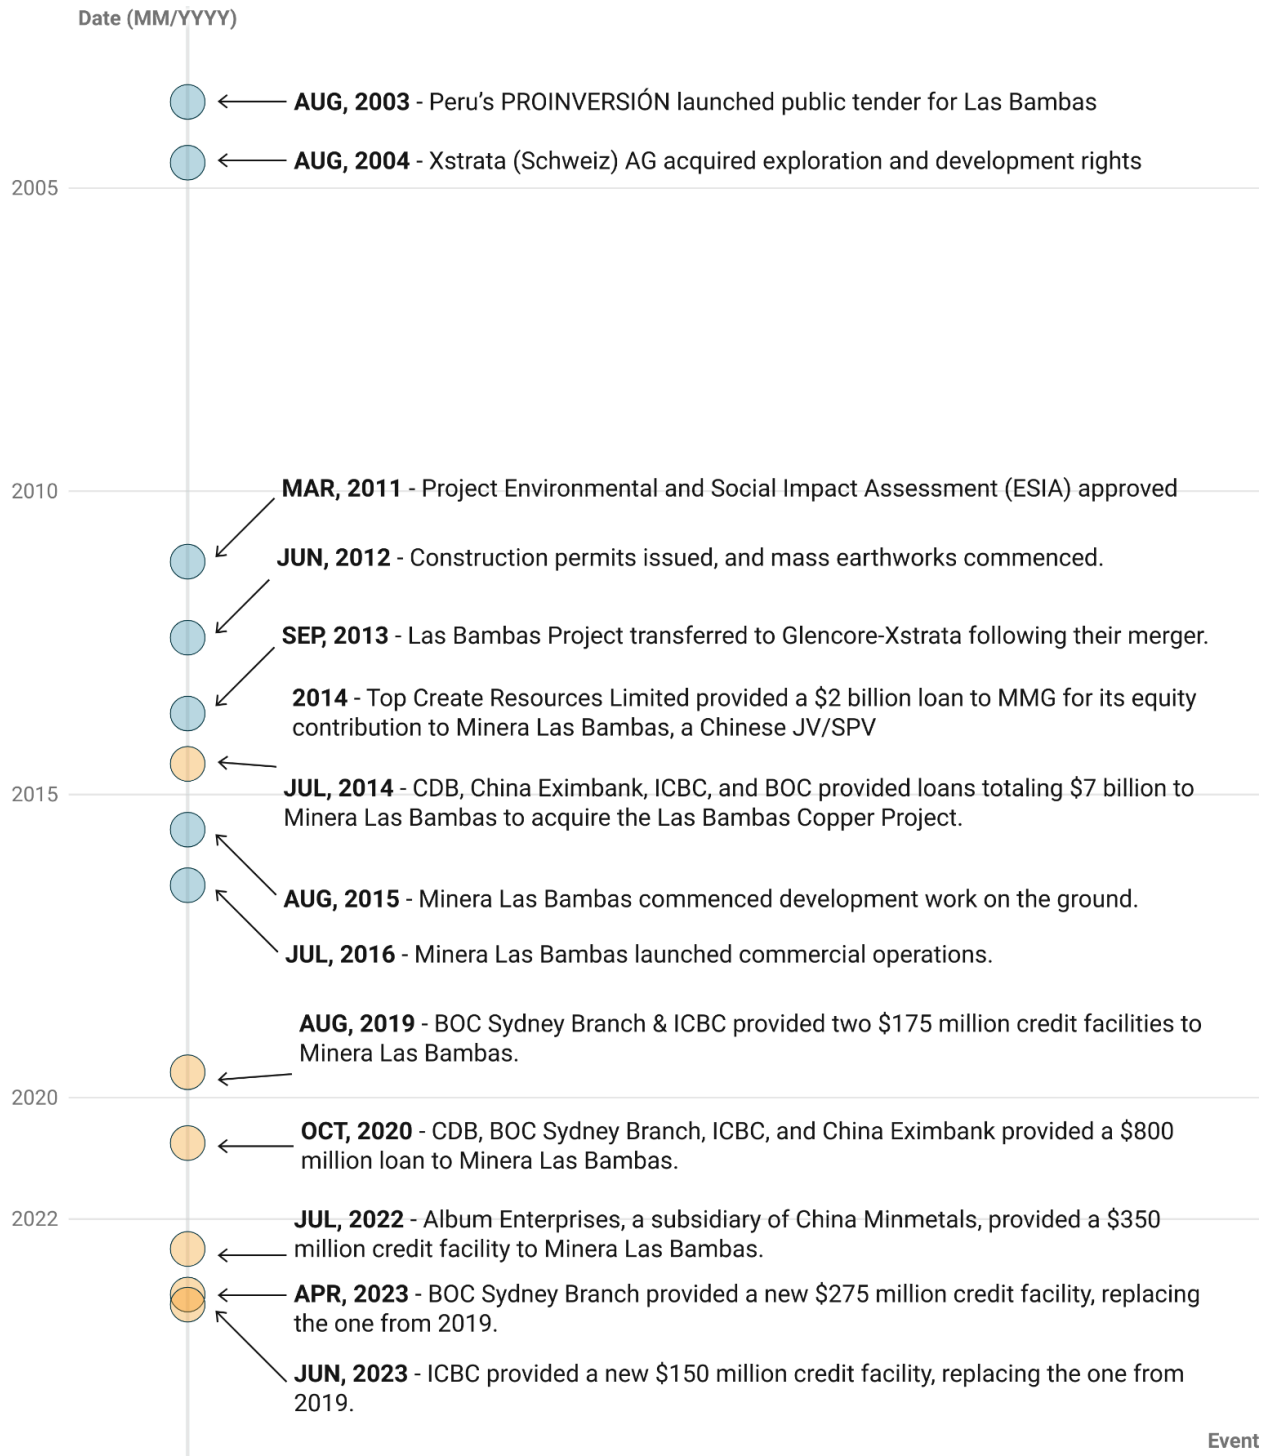 Date (MM/YYYY)
AUG, 2003 - Peru’s PROINVERSIÓN launched public tender for Las Bambas
AUG, 2004 - Xstrata (Schweiz) AG acquired exploration and development rights
2005
2010
MAR, 2011 - Project Environmental and Social Impact Assessment (ESIA) approved
JUN, 2012 - Construction permits issued, and mass earthworks commenced.
SEP, 2013 - Las Bambas Project transferred to Glencore-Xstrata following their merger.
2014 - Top Create Resources Limited provided a $2 billion loan to MMG for its equity
contribution to Minera Las Bambas, a Chinese JV/SPV
2015
JUL, 2014 - CDB, China Eximbank, ICBC, and BOC provided loans totaling $7 billion to
Minera Las Bambas to acquire the Las Bambas Copper Project.
AUG, 2015 - Minera Las Bambas commenced development work on the ground.
JUL, 2016 - Minera Las Bambas launched commercial operations.
AUG, 2019 - BOC Sydney Branch & ICBC provided two $175 million credit facilities to
Minera Las Bambas.
2020
OCT, 2020 - CDB, BOC Sydney Branch, ICBC, and China Eximbank provided a $800
million loan to Minera Las Bambas.
2022
JUL, 2022 - Album Enterprises, a subsidiary of China Minmetals, provided a $350
million credit facility to Minera Las Bambas.
APR, 2023 - BOC Sydney Branch provided a new $275 million credit facility, replacing
the one from 2019.
JUN, 2023 - ICBC provided a new $150 million credit facility, replacing the one from
2019.
Event